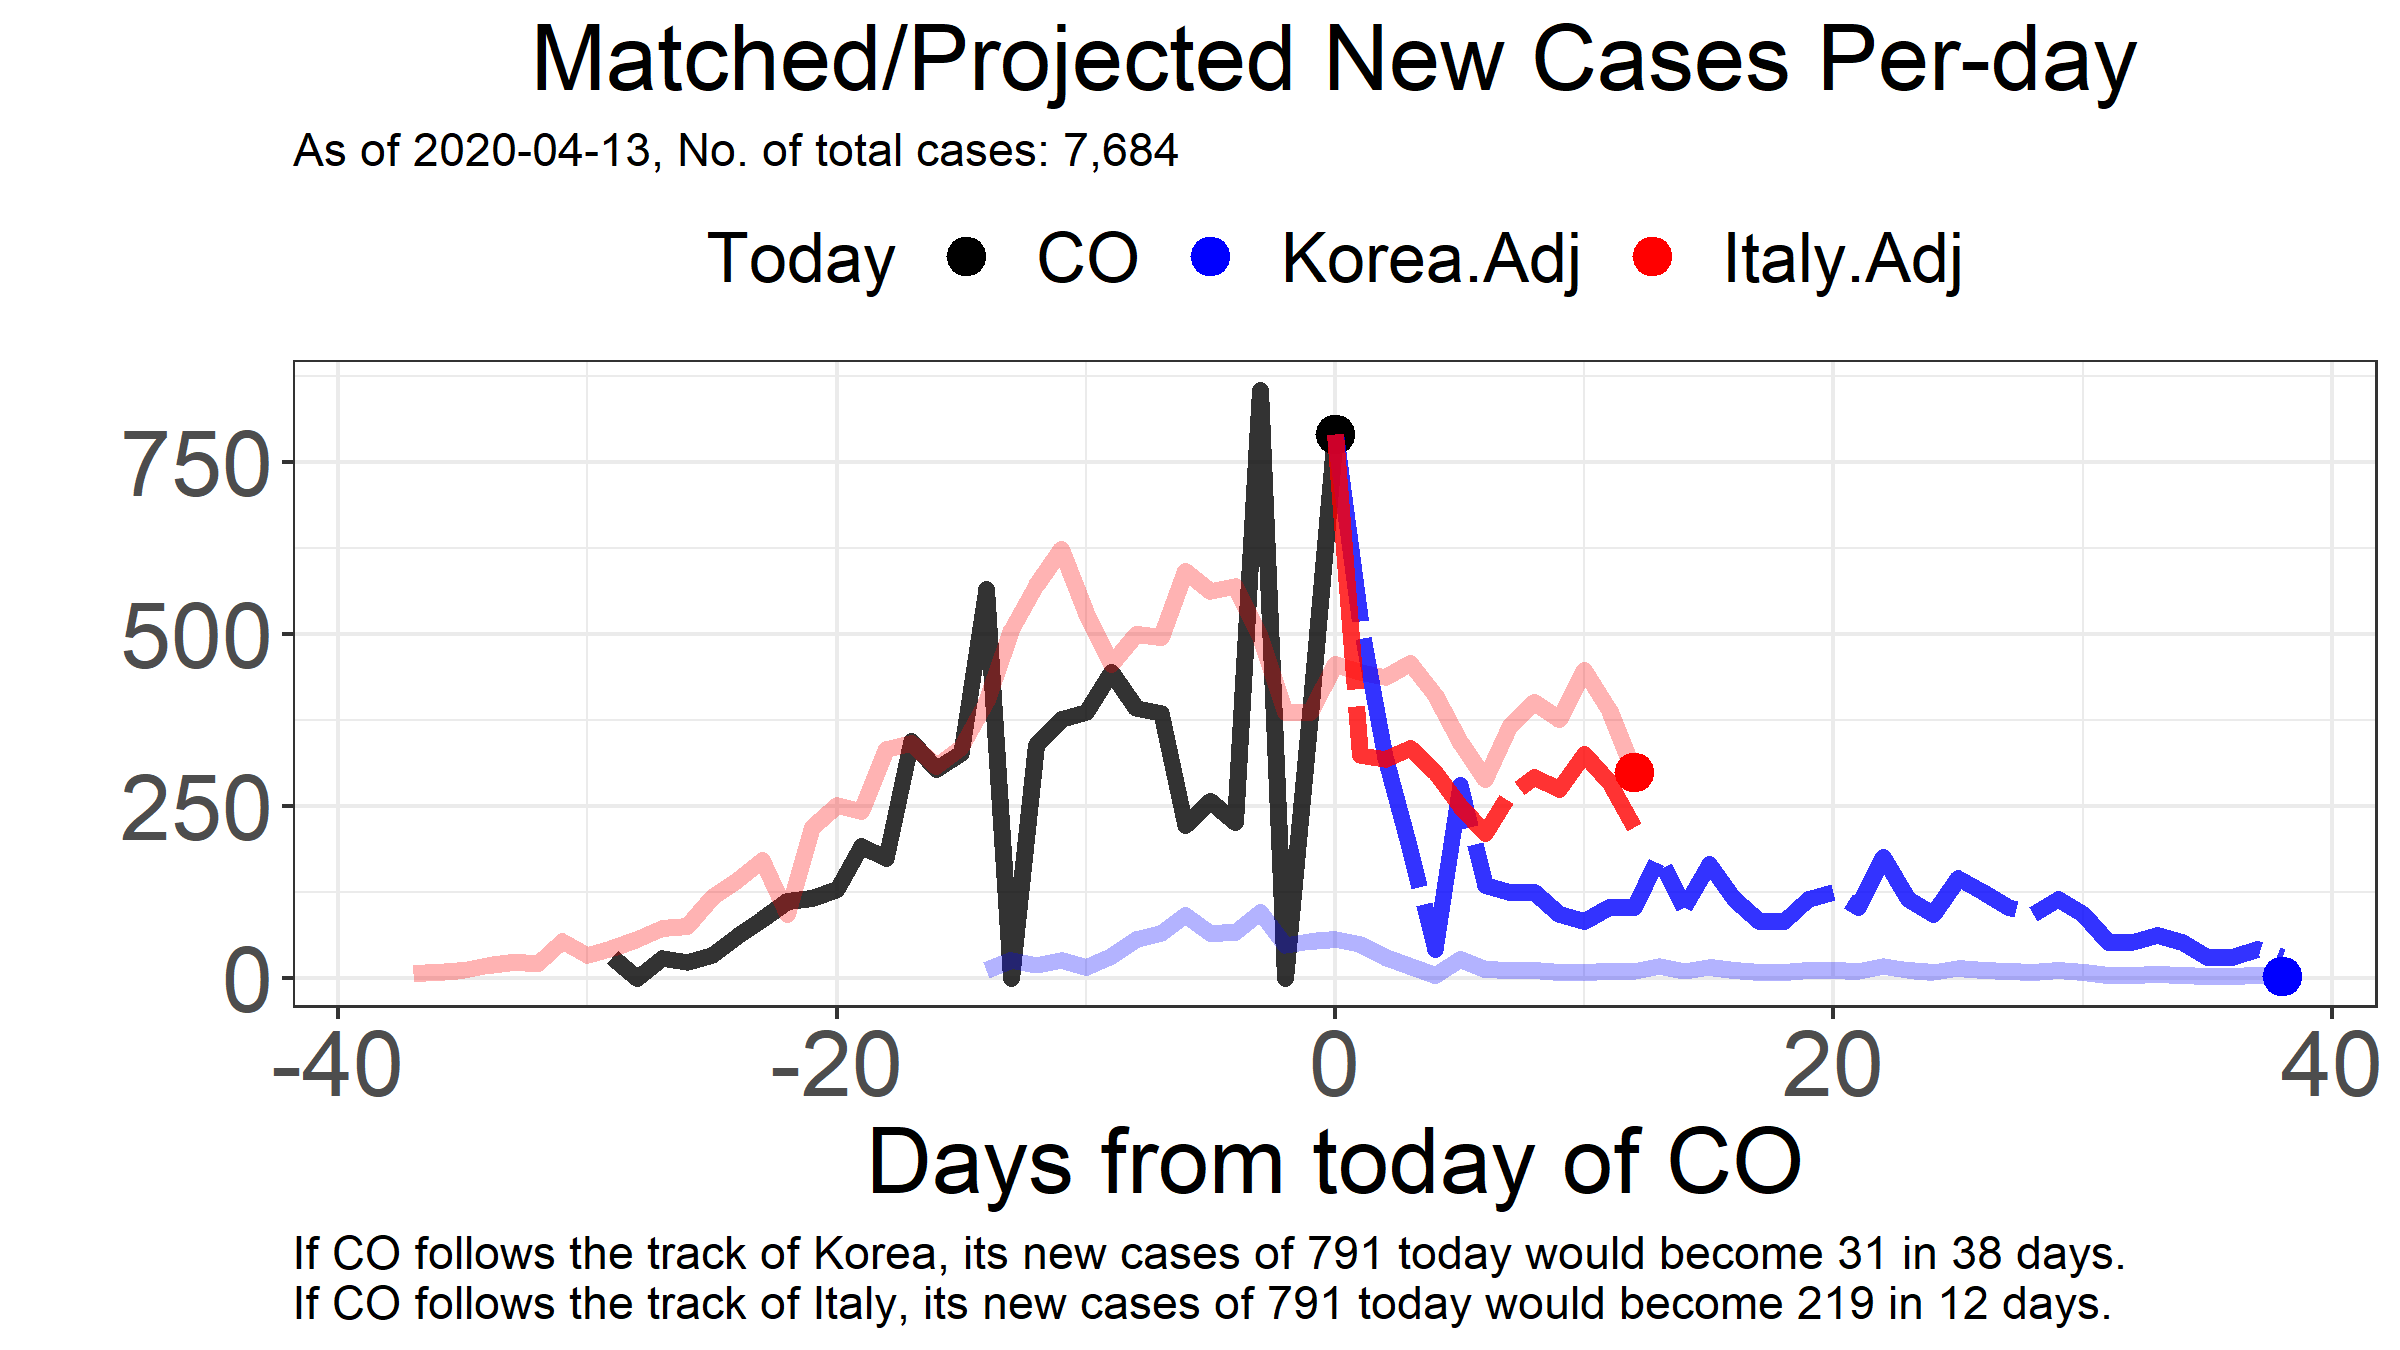 Matched/Projected New Cases Per-day
As of 2020-04-13, No. of total cases: 7,684
Today CO Korea.Adj Italy.Adj
750
500
250
0
-40 -20 0 20 40
Days from today of CO
If CO follows the track of Korea, its new cases of 791 today would become 31 in 38 days.
If CO follows the track of Italy, its new cases of 791 today would become 219 in 12 days.